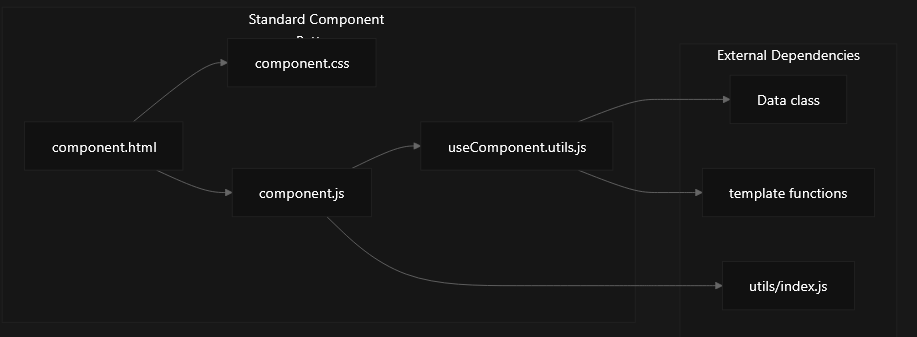 Standard Component
component.css
External Dependencies
Data class
component.html
useComponent.utils.js
component.js
template functions
utils/index.js